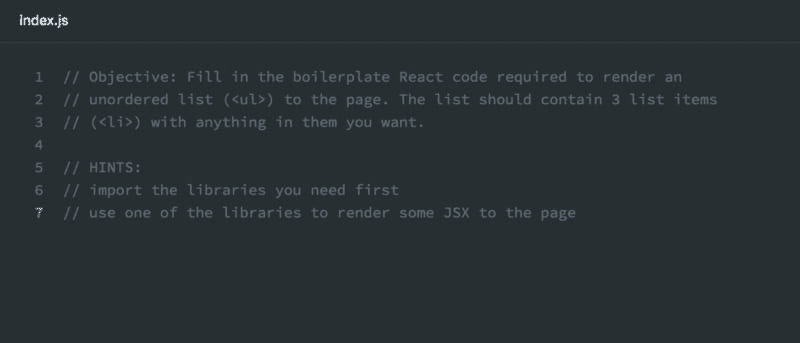 index.js
1 // Objective: Fill in the boilerplate React code required to render an
2 // unordered list (<ul>) to the page. The list should contain 3 list items
3 // (<li>) with anything in them you want.
4
5 // HINTS:
6 // import the libraries you need first
7 // use one of the libraries to render some JSX to the page